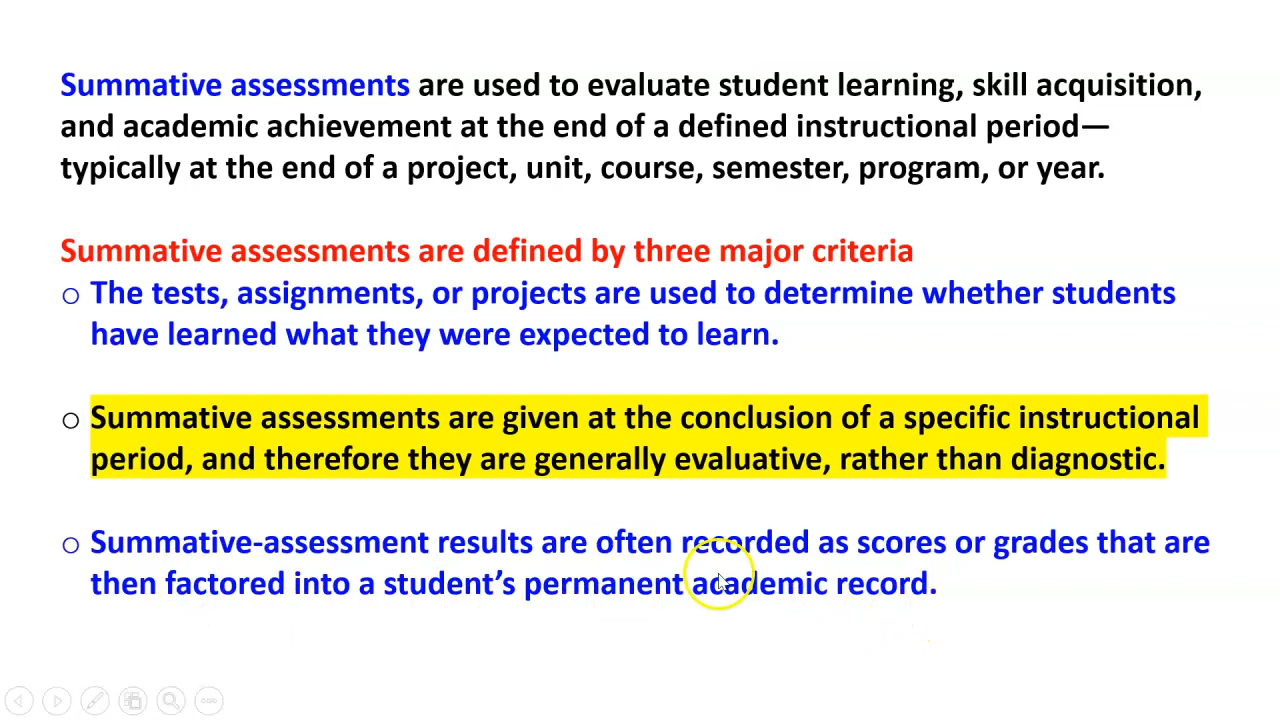 Summative assessments are used to evaluate student learning, skill acquisition,
and academic achievement at the end of a defined instructional period—
typically at the end of a project, unit, course, semester, program, or year.
Summative assessments are defined by three major criteria
o The tests, assignments, or projects are used to determine whether students
have learned what they were expected to learn.
o Summative assessments are given at the conclusion of a specific instructional
period, and therefore they are generally evaluative, rather than diagnostic.
o Summative-assessment results are often recorded as scores or grades that are
then factored into a student’s permanent academic record.